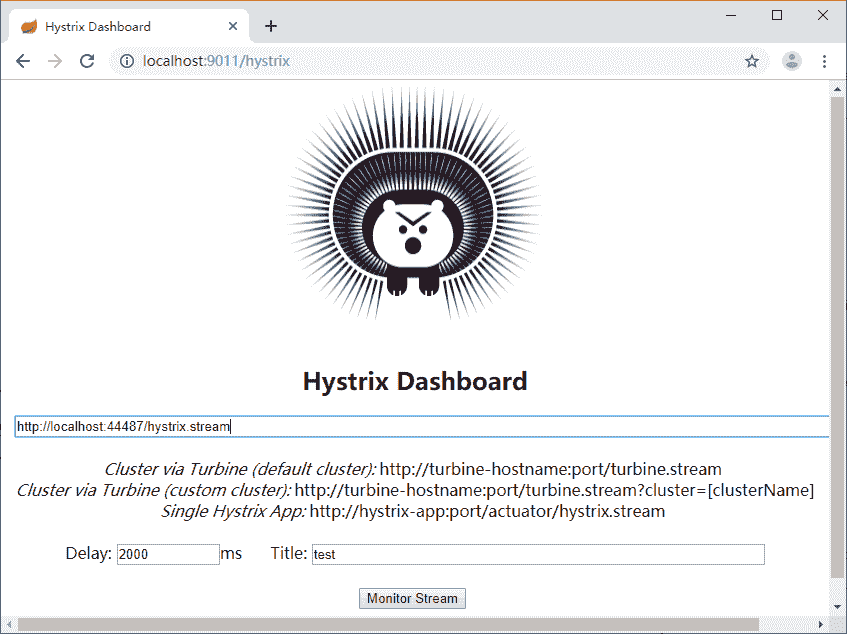 Hystrix Dashboard
localhost:9011/hystrix
Hystrix Dashboard
http://localhost:44487/hystrix.stream
Cluster via Turbine (default cluster): http://turbine-hostname:port/turbine.stream
Cluster via Turbine (custom cluster): http://turbine-hostname:port/turbine.stream?cluster=[clusterName]
Single Hystrix App: http://hystrix-app:port/actuator/hystrix.stream
Delay: 2000 ms Title: test
Monitor Stream